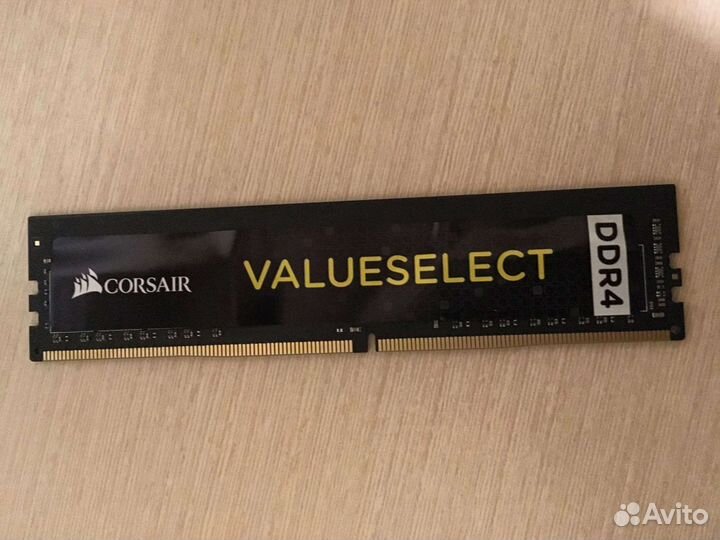 CORSAIR
VALUESELECT
DDR4
Avito